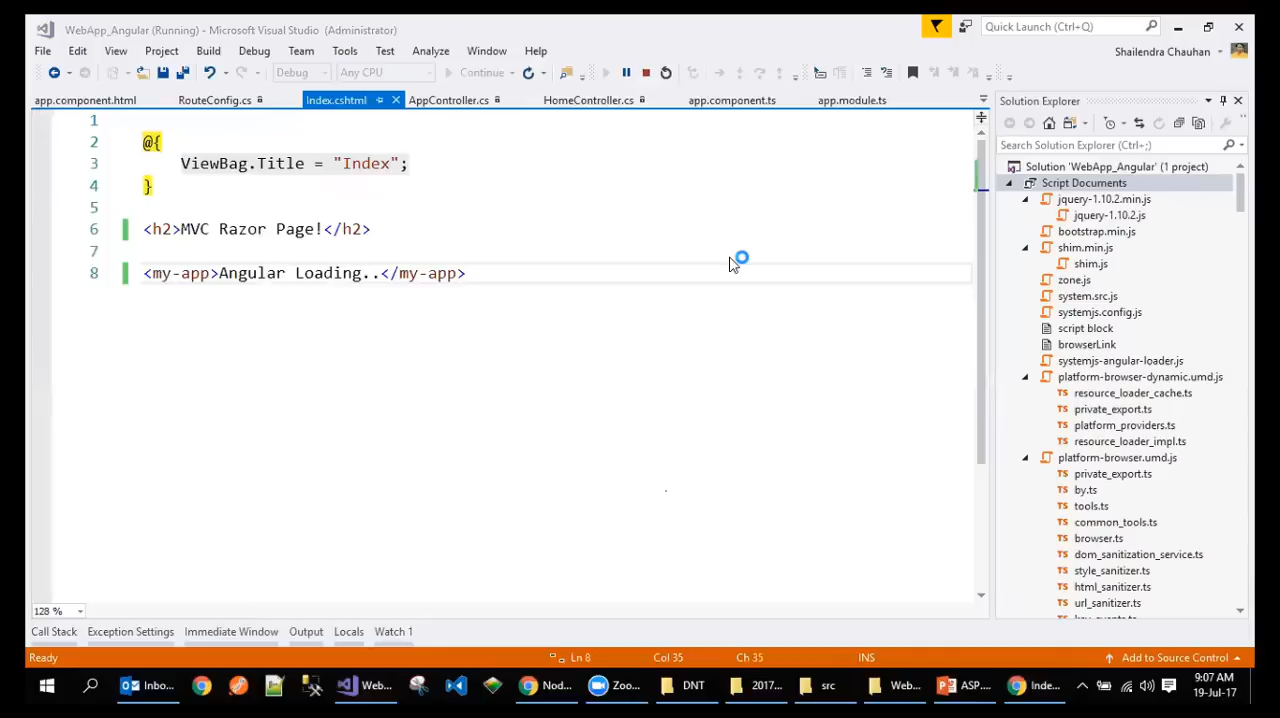 WebApp_Angular (Running) - Microsoft Visual Studio (Administrator)
Quick Launch (Ctrl+Q)
File Edit View Project Build Debug Team Tools Test Analyze Window Help
Shailendra Chauhan
Debug Any CPU Continue
app.component.html RouteConfig.cs Index.cshtml AppController.cs HomeController.cs app.component.ts app.module.ts
1
2 @{
3 ViewBag.Title = "Index";
4 }
5
6 <h2>MVC Razor Page!</h2>
7
8 <my-app>Angular Loading..</my-app>
128 %
Solution Explorer
Search Solution Explorer (Ctrl+;)
Solution 'WebApp_Angular' (1 project)
Script Documents
jquery-1.10.2.min.js
jquery-1.10.2.js
bootstrap.min.js
shim.min.js
shim.js
zone.js
system.src.js
systemjs.config.js
script block
browserLink
systemjs-angular-loader.js
platform-browser-dynamic.umd.js
resource_loader_cache.ts
private_export.ts
platform_providers.ts
resource_loader_impl.ts
platform-browser.umd.js
private_export.ts
by.ts
tools.ts
common_tools.ts
browser.ts
dom_sanitization_service.ts
style_sanitizer.ts
html_sanitizer.ts
url_sanitizer.ts
Call Stack Exception Settings Immediate Window Output Locals Watch 1
Ready Ln 8 Col 35 Ch 35 INS Add to Source Control
Inbo... Web... Nod... Zoo... DNT 2017... src Web... ASP.... Inde...
9:07 AM
19-Jul-17